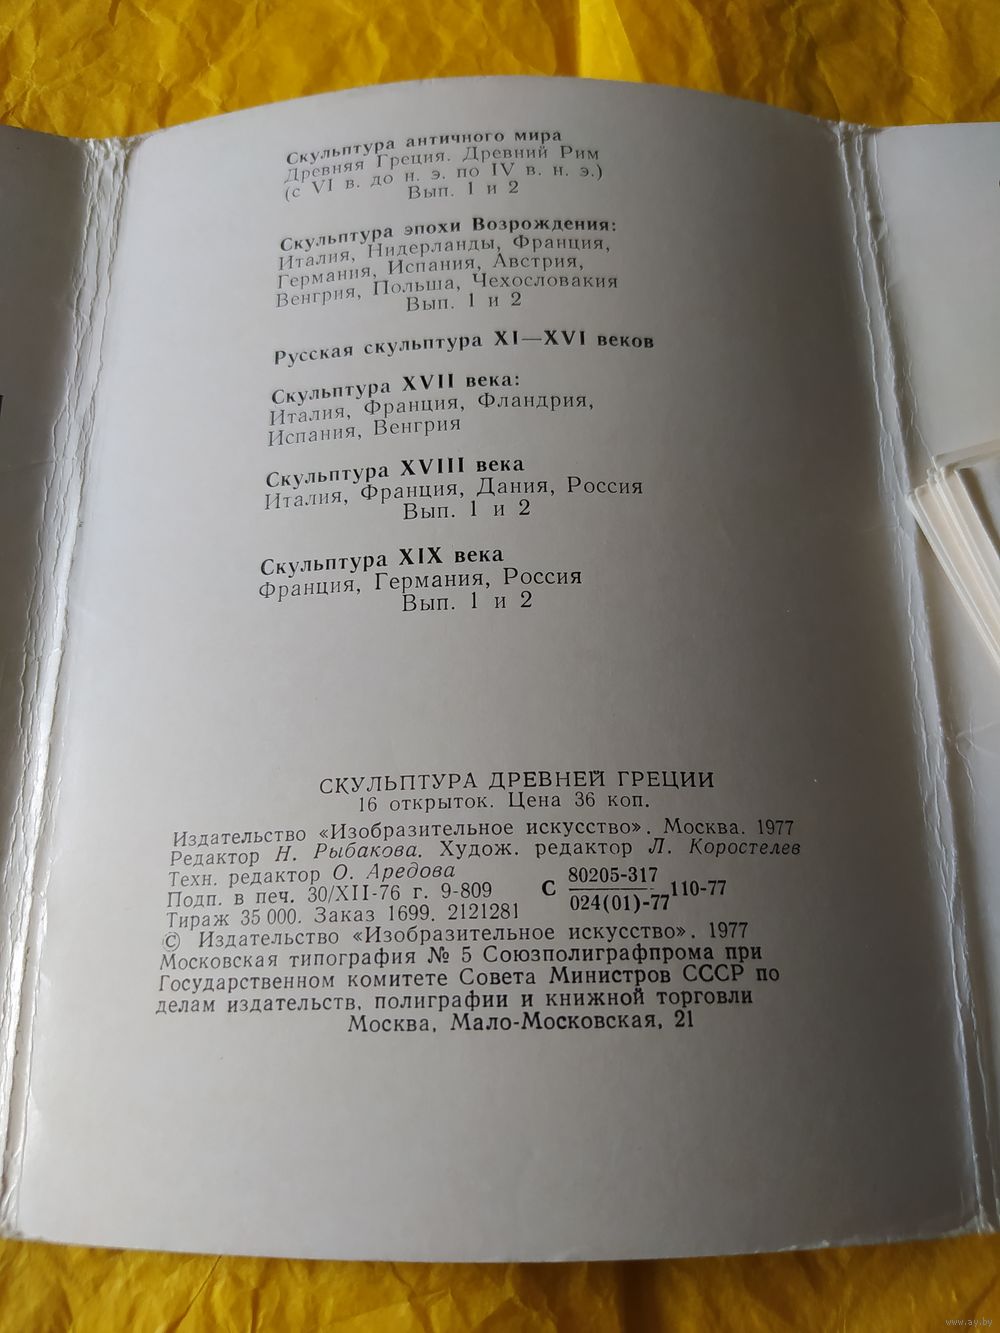 Скульптура античного мира
Древняя Греция. Древний Рим
(с VI в. до н. э. по IV в. н. э.)
Вып. 1 и 2
Скульптура эпохи Возрождения:
Италия, Нидерланды, Франция,
Германия, Испания, Австрия,
Венгрия, Польша, Чехословакия
Вып. 1 и 2
Русская скульптура XI—XVI веков
Скульптура XVII века:
Италия, Франция, Фландрия,
Испания, Венгрия
Скульптура XVIII века
Италия, Франция, Дания, Россия
Вып. 1 и 2
Скульптура XIX века
Франция, Германия, Россия
Вып. 1 и 2
СКУЛЬПТУРА ДРЕВНЕЙ ГРЕЦИИ
16 открыток. Цена 36 коп.
Издательство «Изобразительное искусство». Москва. 1977
Редактор Н. Рыбакова. Худож. редактор Л. Коростелев
Техн. редактор О. Аредова
Подп. в печ. 30/XII-76 г. 9-809
Тираж 35 000. Заказ 1699. 2121281
С 80205-317
024(01)-77 110-77
© Издательство «Изобразительное искусство». 1977
Московская типография № 5 Союзполиграфпрома при
Государственном комитете Совета Министров СССР по
делам издательств, полиграфии и книжной торговли
Москва, Мало-Московская, 21
www.ay.by